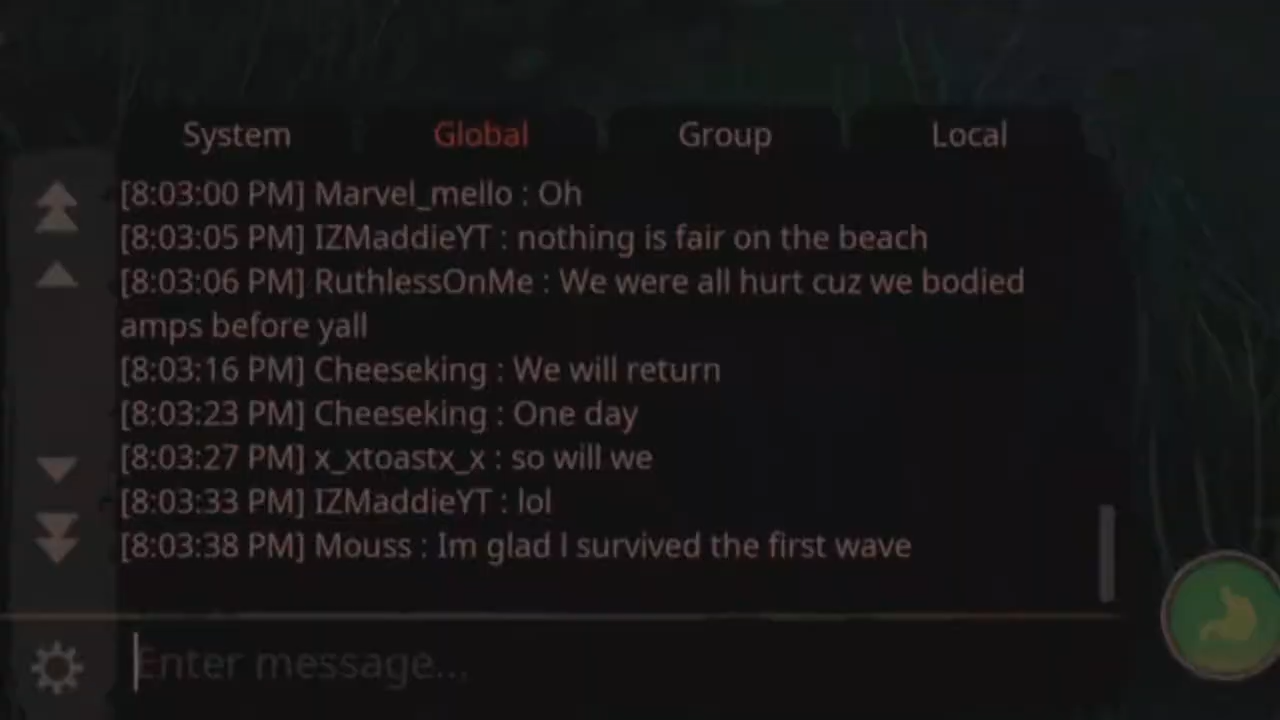 System Global Group Local
[8:03:00 PM] Marvel_mello : Oh
[8:03:05 PM] IZMaddieYT : nothing is fair on the beach
[8:03:06 PM] RuthlessOnMe : We were all hurt cuz we bodied
amps before yall
[8:03:16 PM] Cheeseking : We will return
[8:03:23 PM] Cheeseking : One day
[8:03:27 PM] x_xtoastx_x : so will we
[8:03:33 PM] IZMaddieYT : lol
[8:03:38 PM] Mouss : Im glad I survived the first wave
Enter message...